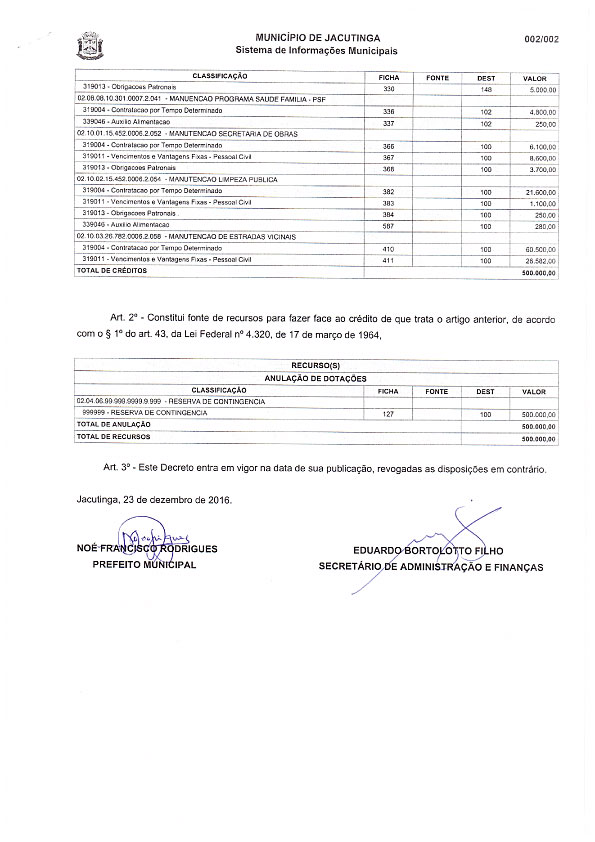 MUNICÍPIO DE JACUTINGA 002/002
Sistema de Informações Municipais
CLASSIFICAÇÃO FICHA FONTE DEST VALOR
319013 - Obrigacoes Patronais 330 148 5.000,00
02.08.08.10.301.0007.2.041 - MANUENCAO PROGRAMA SAUDE FAMILIA - PSF
319004 - Contratacao por Tempo Determinado 336 102 4.800,00
339046 - Auxilio Alimentacao 337 102 250,00
02.10.01.15.452.0006.2.052 - MANUTENCAO SECRETARIA DE OBRAS
319004 - Contratacao por Tempo Determinado 366 100 6.100,00
319011 - Vencimentos e Vantagens Fixas - Pessoal Civil 367 100 8.600,00
319013 - Obrigacoes Patronais 368 100 3.700,00
02.10.02.15.452.0006.2.054 - MANUTENCAO LIMPEZA PUBLICA
319004 - Contratacao por Tempo Determinado 382 100 21.600,00
319011 - Vencimentos e Vantagens Fixas - Pessoal Civil 383 100 1.100,00
319013 - Obrigacoes Patronais 384 100 250,00
339046 - Auxilio Alimentacao 587 100 280,00
02.10.03.26.782.0006.2.058 - MANUTENCAO DE ESTRADAS VICINAIS
319004 - Contratacao por Tempo Determinado 410 100 60.500,00
319011 - Vencimentos e Vantagens Fixas - Pessoal Civil 411 100 26.582,00
TOTAL DE CRÉDITOS 500.000,00
Art. 2º - Constitui fonte de recursos para fazer face ao crédito de que trata o artigo anterior, de acordo
com o § 1º do art. 43, da Lei Federal nº 4.320, de 17 de março de 1964,
RECURSO(S)
ANULAÇÃO DE DOTAÇÕES
CLASSIFICAÇÃO FICHA FONTE DEST VALOR
02.04.06.99.999.9999.9.999 - RESERVA DE CONTINGENCIA
999999 - RESERVA DE CONTINGENCIA 127 100 500.000,00
TOTAL DE ANULAÇÃO 500.000,00
TOTAL DE RECURSOS 500.000,00
Art. 3º - Este Decreto entra em vigor na data de sua publicação, revogadas as disposições em contrário.
Jacutinga, 23 de dezembro de 2016.
NOÉ FRANCISCO RODRIGUES EDUARDO BORTOLOTTO FILHO
PREFEITO MUNICIPAL SECRETÁRIO DE ADMINISTRAÇÃO E FINANÇAS